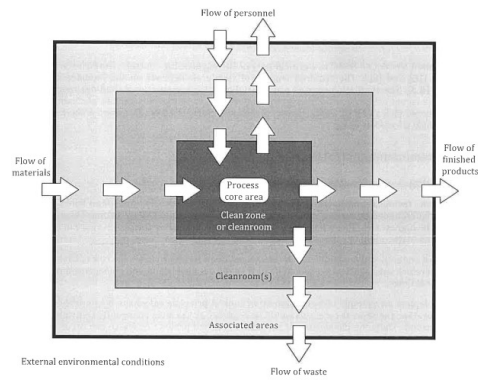 Flow of personnel
Flow of
materials
Flow of
finished
products
Process
core area
Clean zone
or cleanroom
Cleanroom(s)
Associated areas
External environmental conditions
Flow of waste